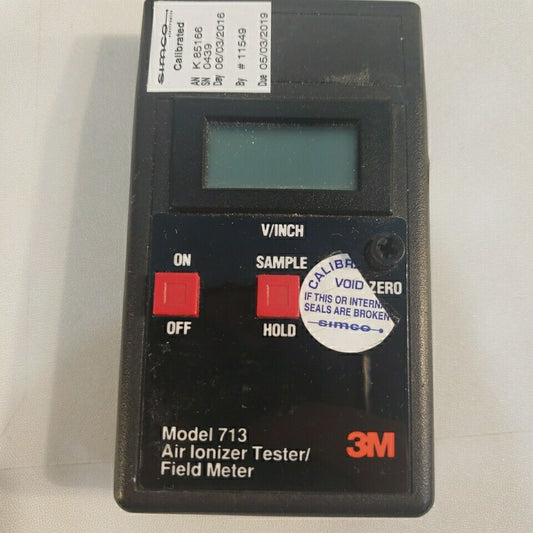 simco
Calibrated
AN K 85166
SN 0439
Day 06/03/2016
By # 11549
Due 05/03/2019
V/INCH
ON
SAMPLE
ZERO
OFF
HOLD
CALIBR
VOID
IF THIS OR INTERNA
SEALS ARE BROKEN
simco
Model 713
Air Ionizer Tester/
Field Meter
3M